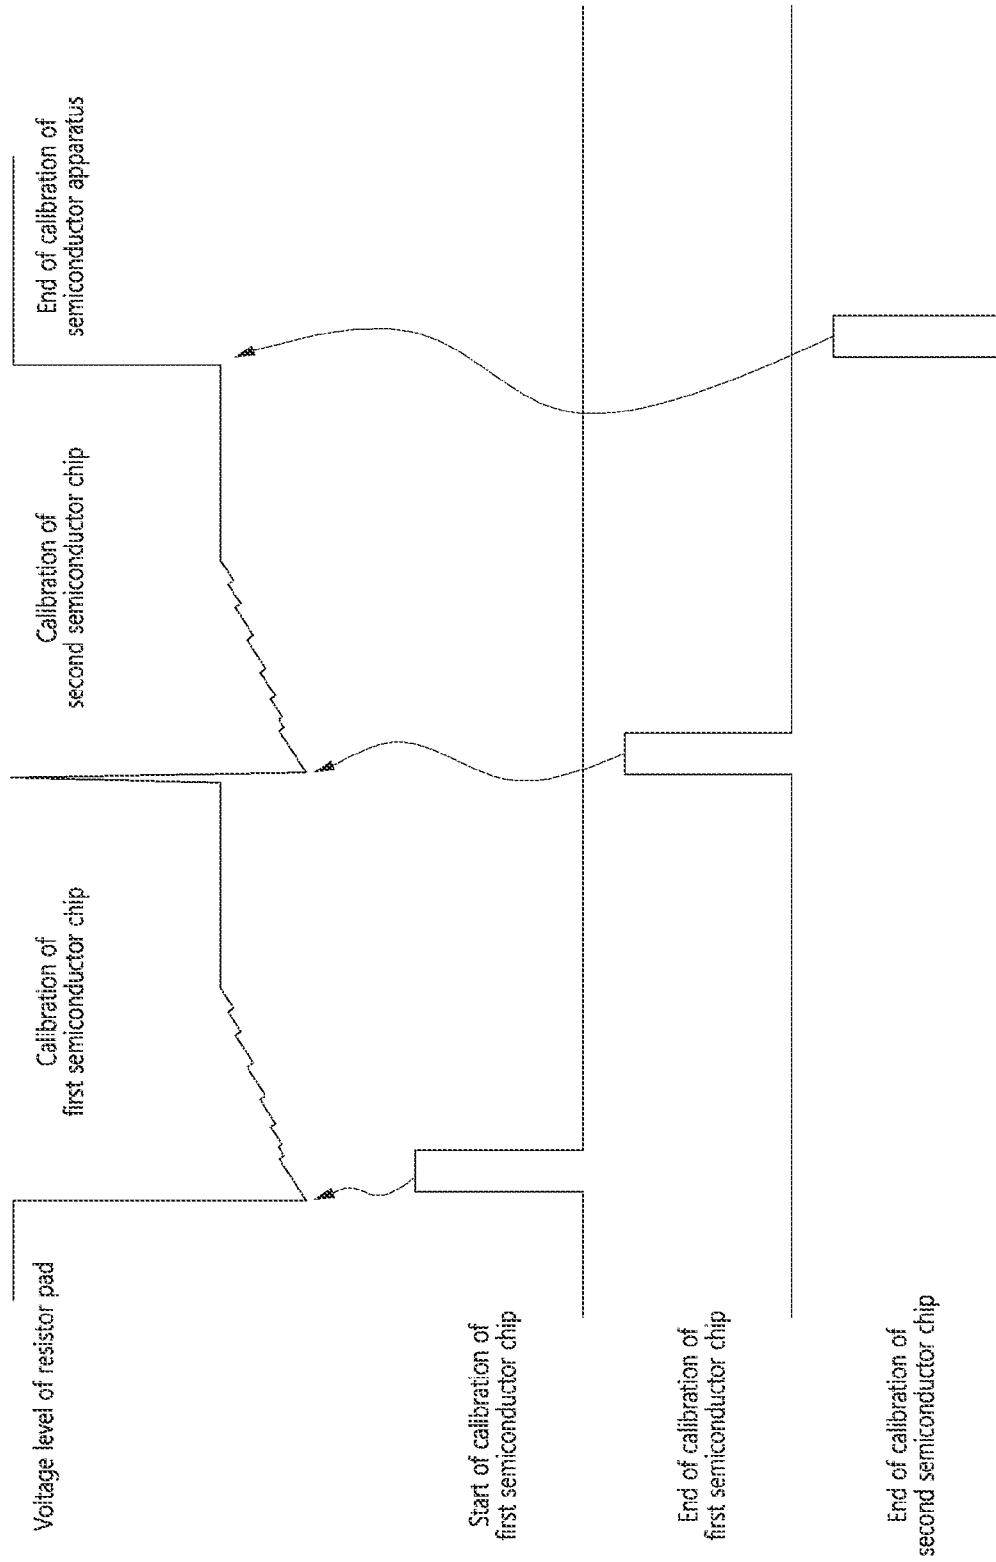 Voltage level of resistor pad
Calibration of
first semiconductor chip
Calibration of
second semiconductor chip
End of calibration of
semiconductor apparatus
Start of calibration of
first semiconductor chip
End of calibration of
first semiconductor chip
End of calibration of
second semiconductor chip